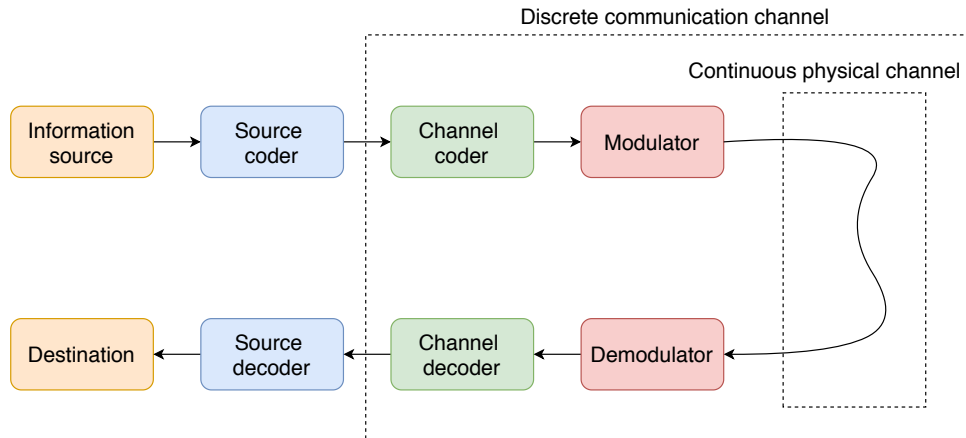 Discrete communication channel
Continuous physical channel
Information
source
Source
coder
Channel
coder
Modulator
Destination
Source
decoder
Channel
decoder
Demodulator